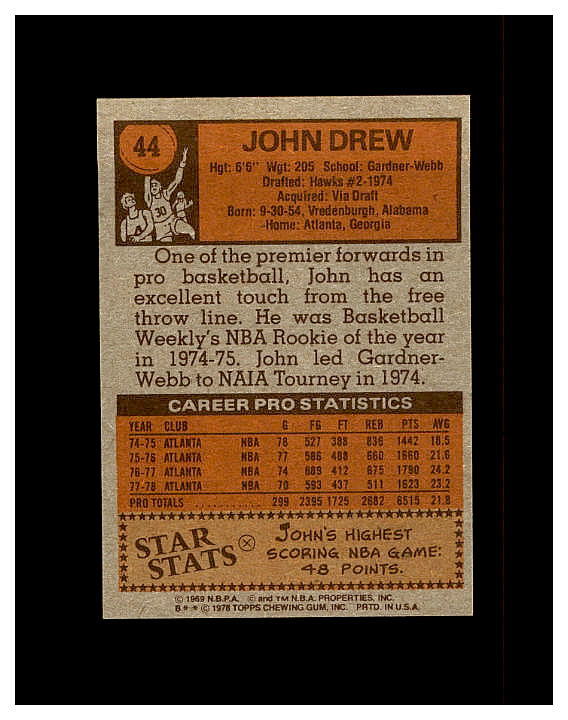 44
JOHN DREW
Hgt: 6'6" Wgt: 205 School: Gardner-Webb
Drafted: Hawks #2-1974
Acquired: Via Draft
Born: 9-30-54, Vredenburgh, Alabama
-Home: Atlanta, Georgia
30
One of the premier forwards in
pro basketball, John has an
excellent touch from the free
throw line. He was Basketball
Weekly's NBA Rookie of the year
in 1974-75. John led Gardner-
Webb to NAIA Tourney in 1974.
CAREER PRO STATISTICS
YEAR CLUB G FG FT REB PTS AVG
74-75 ATLANTA NBA 78 527 388 836 1442 18.5
75-76 ATLANTA NBA 77 586 488 660 1660 21.6
76-77 ATLANTA NBA 74 689 412 675 1790 24.2
77-78 ATLANTA NBA 70 593 437 511 1623 23.2
PRO TOTALS ............ 299 2395 1725 2682 6515 21.8
STAR
STATS
JOHN'S HIGHEST
SCORING NBA GAME:
48 POINTS.
© 1969 N.B.P.A. © and TM N.B.A. PROPERTIES, INC.
B * * © 1978 TOPPS CHEWING GUM, INC. PRTD. IN U.S.A.